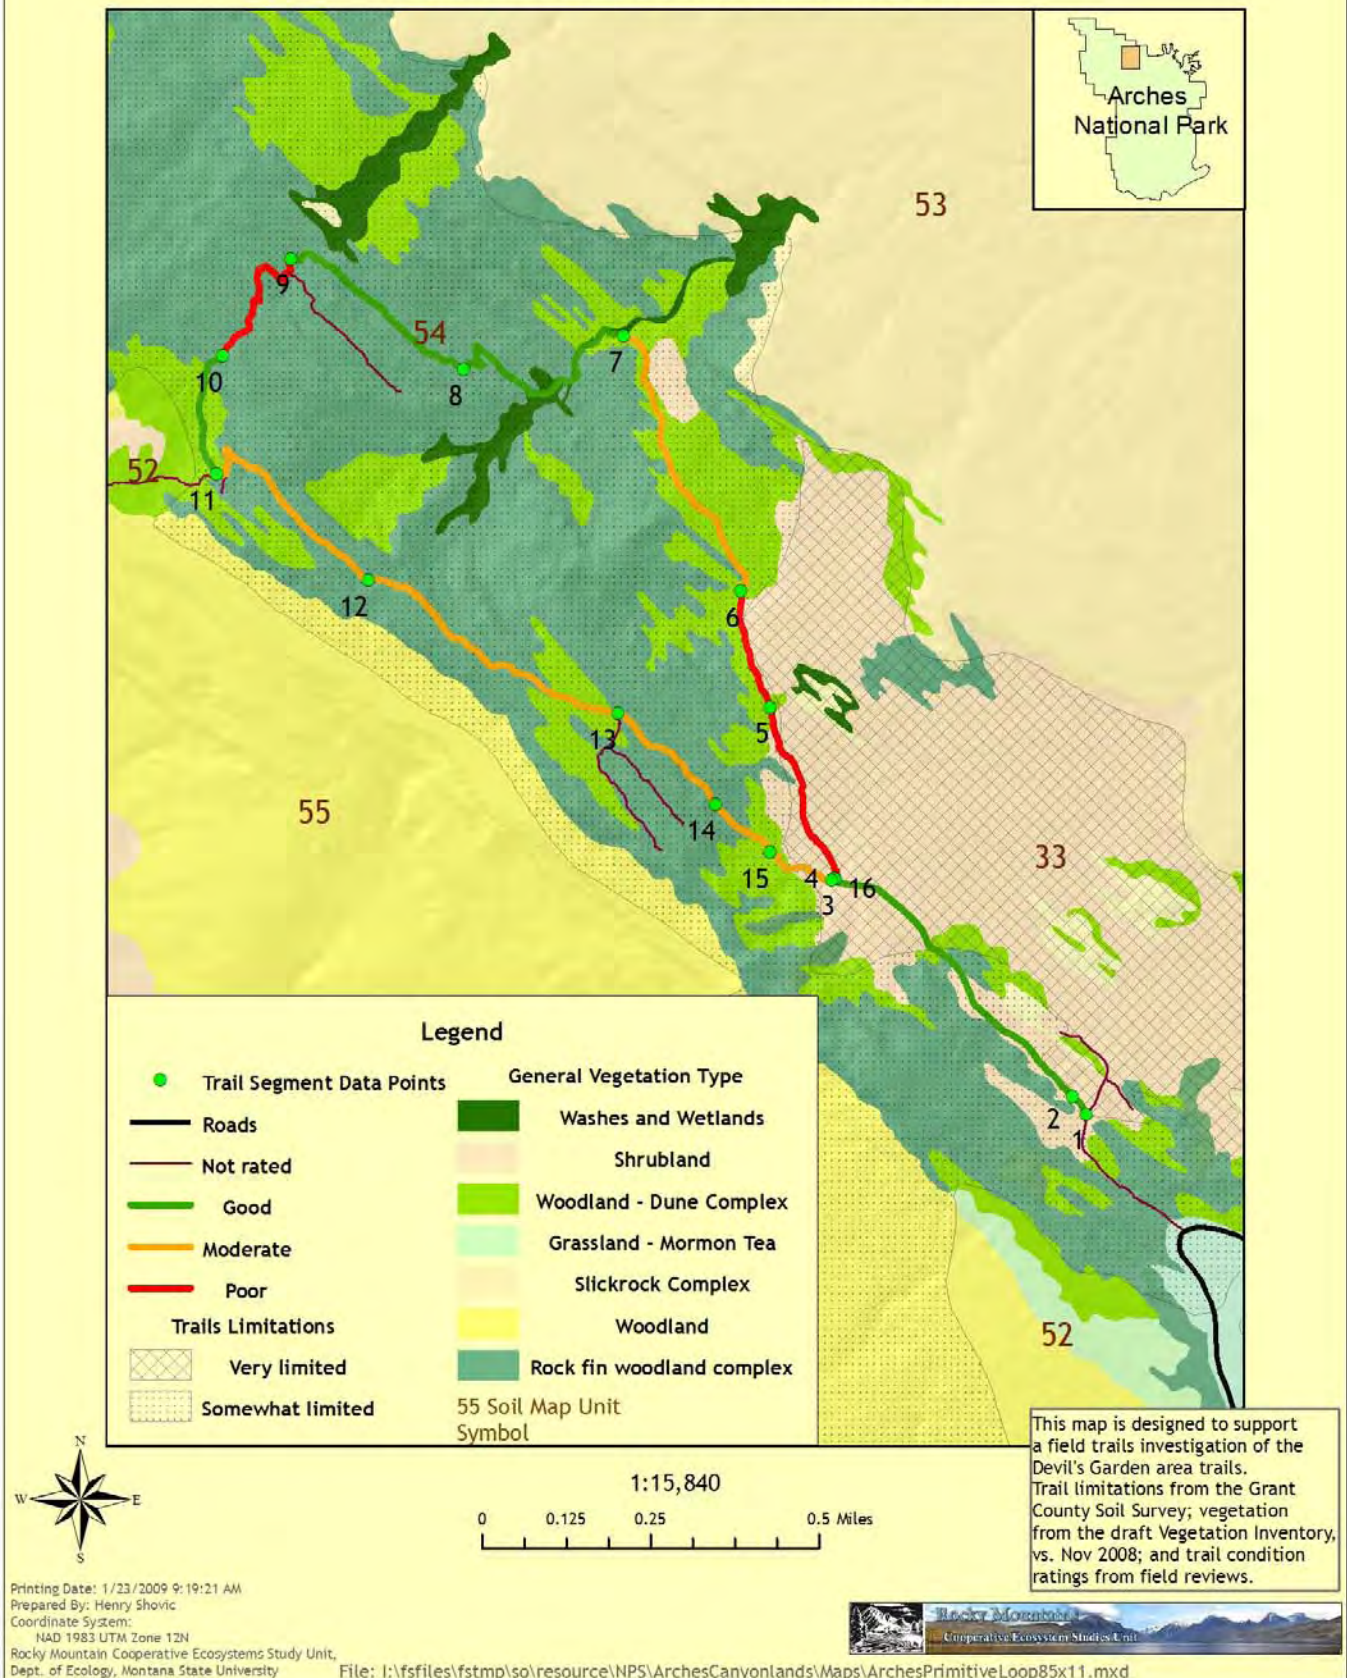 Arches
National Park
53
9
54
7
8
10
52
11
12
6
5
13
55
14
33
15
4
16
3
2
1
52
Legend
Trail Segment Data Points
Roads
Not rated
Good
Moderate
Poor
Trails Limitations
Very limited
Somewhat limited
General Vegetation Type
Washes and Wetlands
Shrubland
Woodland - Dune Complex
Grassland - Mormon Tea
Slickrock Complex
Woodland
Rock fin woodland complex
55 Soil Map Unit
Symbol
This map is designed to support
a field trails investigation of the
Devil's Garden area trails.
Trail limitations from the Grant
County Soil Survey; vegetation
from the draft Vegetation Inventory,
vs. Nov 2008; and trail condition
ratings from field reviews.
N
W
E
S
1:15,840
0
0.125
0.25
0.5 Miles
Printing Date: 1/23/2009 9:19:21 AM
Prepared By: Henry Shovic
Coordinate System:
NAD 1983 UTM Zone 12N
Rocky Mountain Cooperative Ecosystems Study Unit,
Dept. of Ecology, Montana State University
Rocky Mountains
Cooperative Ecosystem Studies Unit
File: I:\fsfiles\fstmp\so\resource\NPS\ArchesCanyonlands\Maps\ArchesPrimitiveLoop85x11.mxd